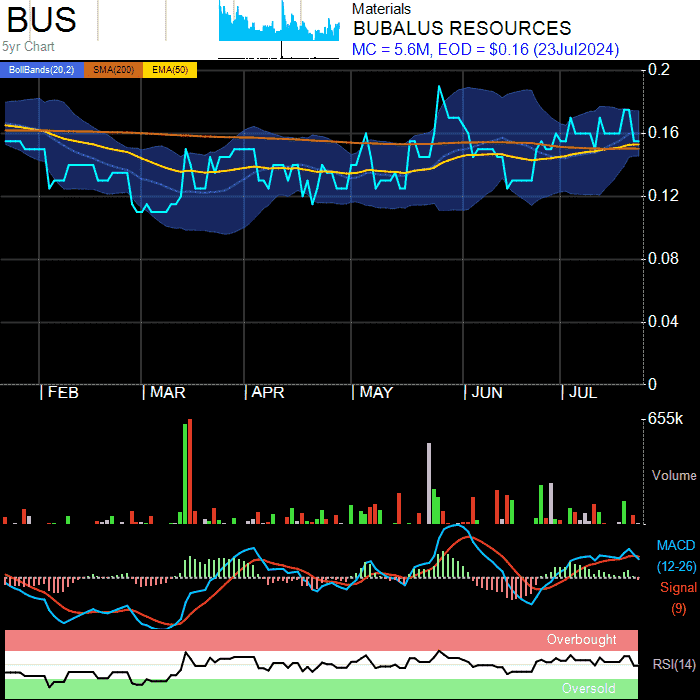 BUS
5yr Chart
Materials
BUBALUS RESOURCES
MC = 5.6M, EOD = $0.16 (23Jul2024)
BollBands(20,2) SMA(200) EMA(50)
0.2
0.16
0.12
0.08
0.04
0
FEB MAR APR MAY JUN JUL
655k
Volume
MACD
(12-26)
Signal
(9)
Overbought
RSI(14)
Oversold